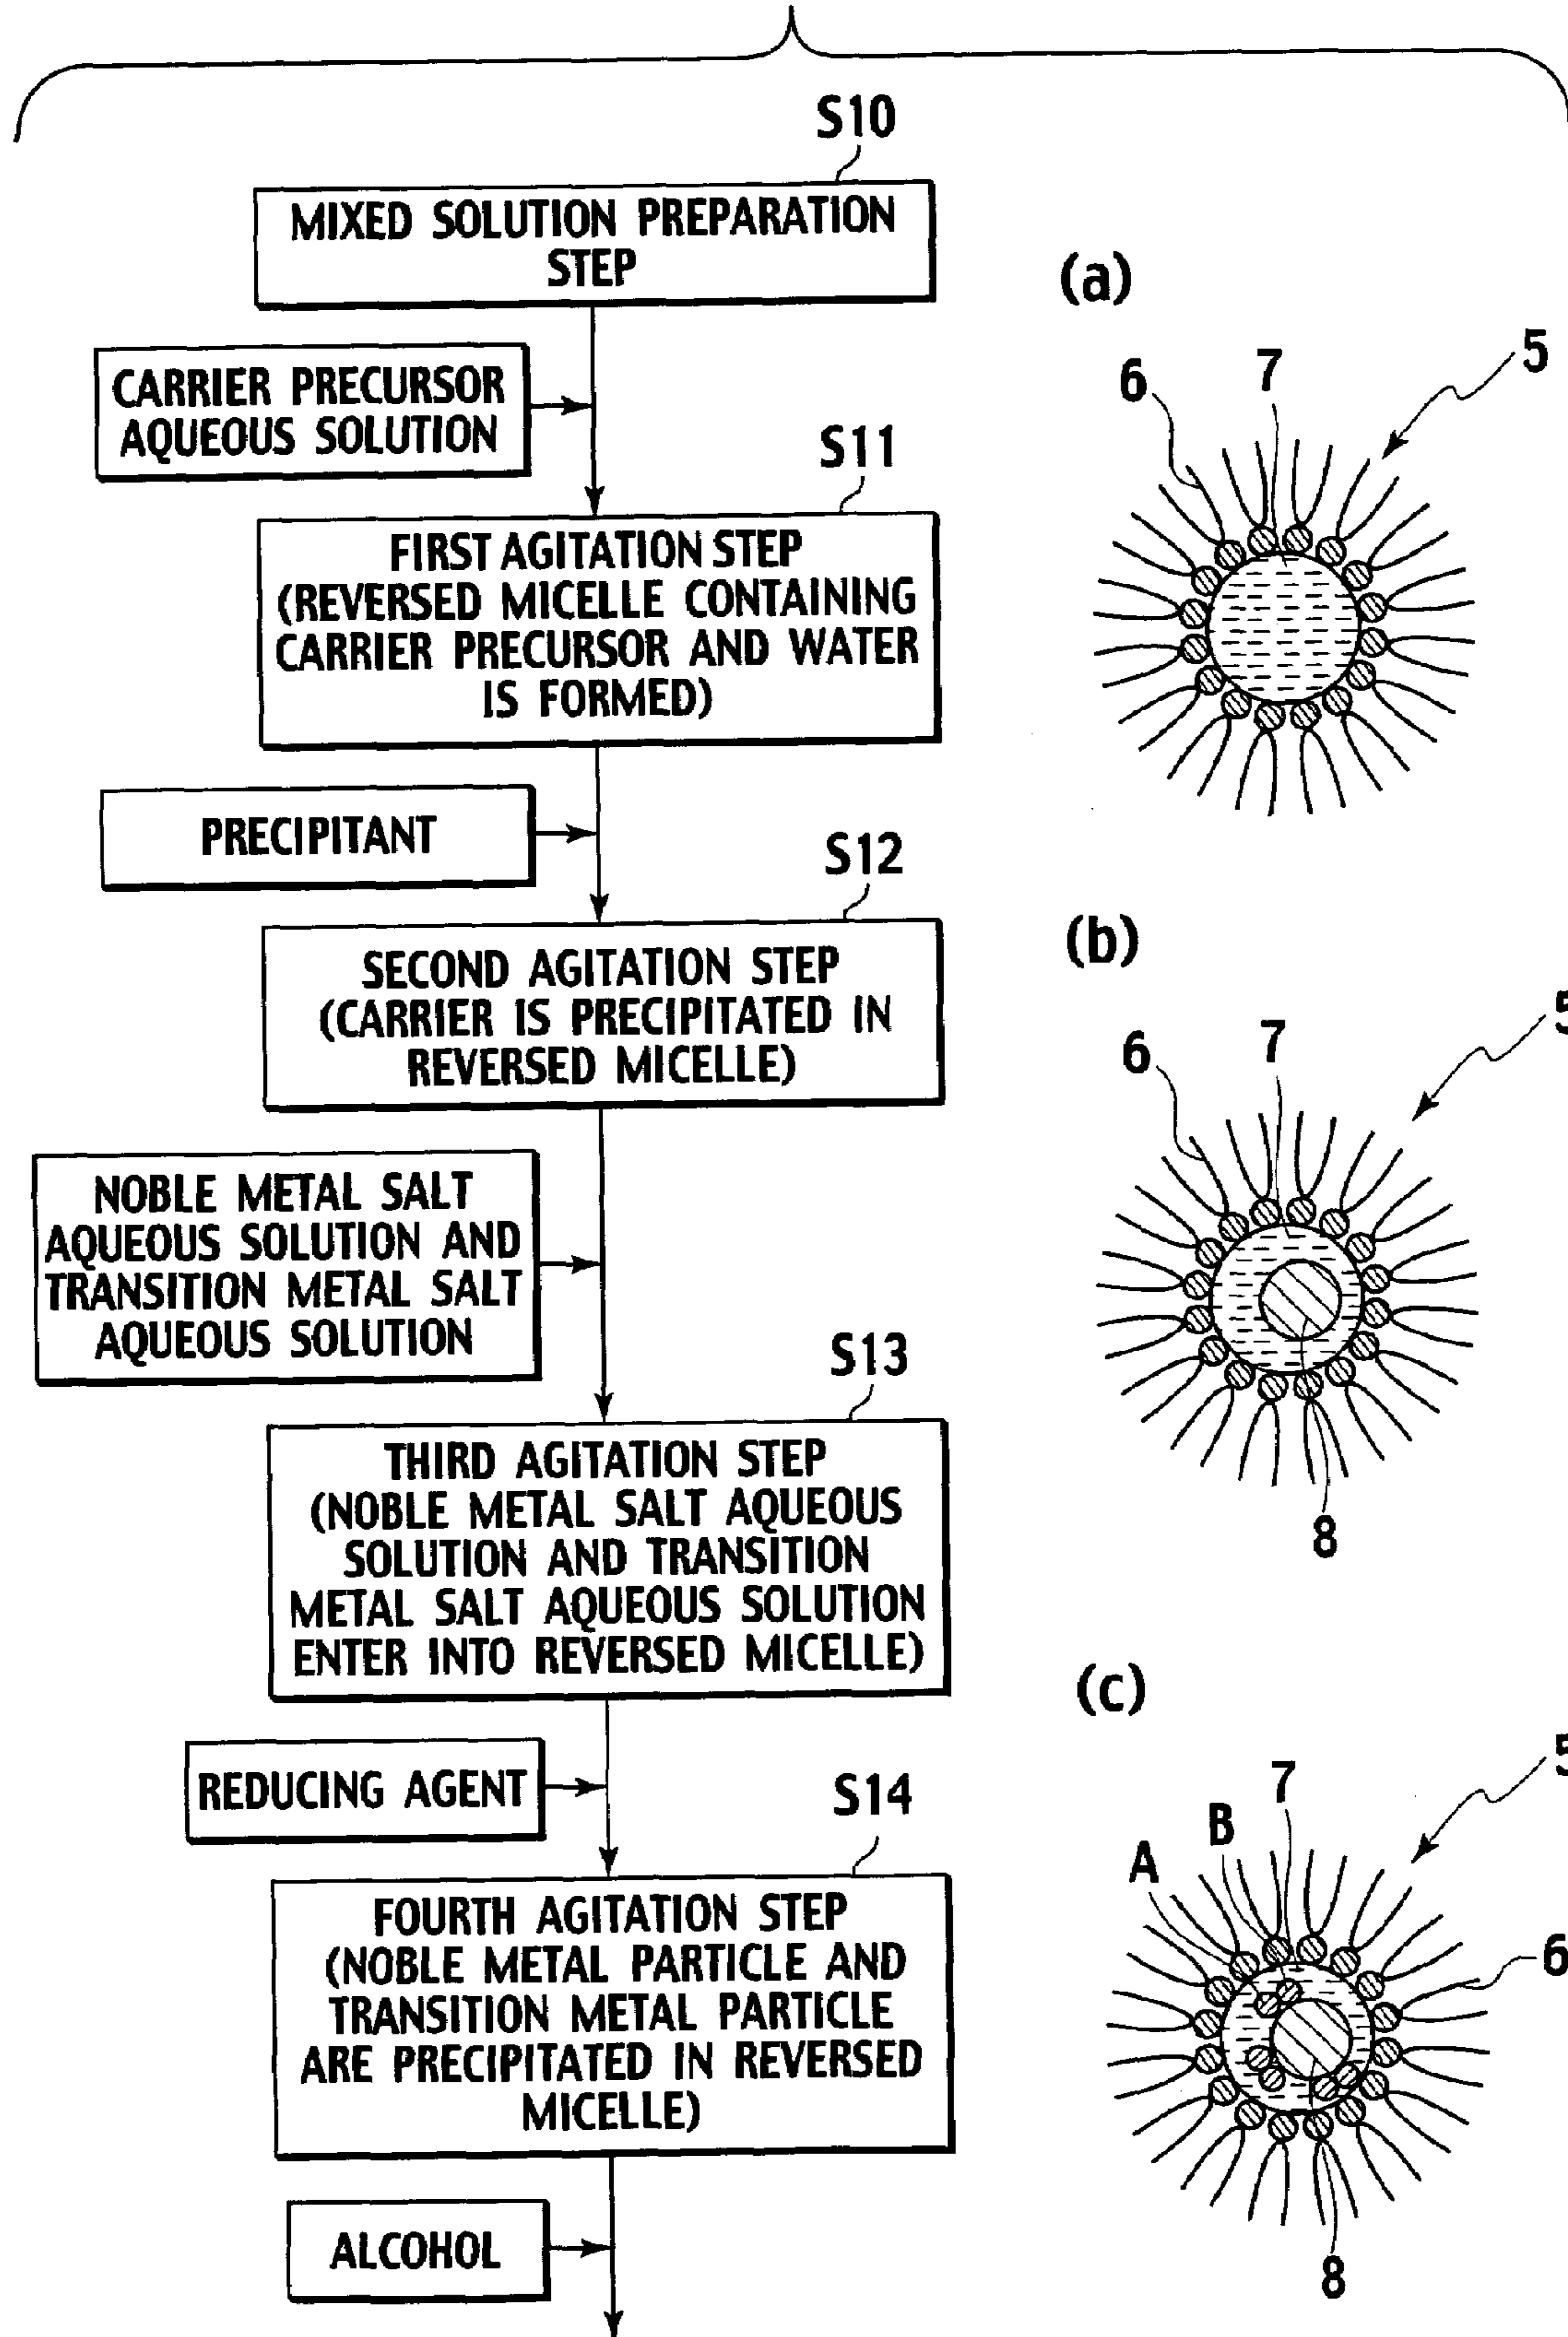 S10
MIXED SOLUTION PREPARATION
STEP
CARRIER PRECURSOR
AQUEOUS SOLUTION
S11
FIRST AGITATION STEP
(REVERSED MICELLE CONTAINING
CARRIER PRECURSOR AND WATER
IS FORMED)
PRECIPITANT
S12
SECOND AGITATION STEP
(CARRIER IS PRECIPITATED IN
REVERSED MICELLE)
NOBLE METAL SALT
AQUEOUS SOLUTION AND
TRANSITION METAL SALT
AQUEOUS SOLUTION
S13
THIRD AGITATION STEP
(NOBLE METAL SALT AQUEOUS
SOLUTION AND TRANSITION
METAL SALT AQUEOUS SOLUTION
ENTER INTO REVERSED MICELLE)
REDUCING AGENT
S14
FOURTH AGITATION STEP
(NOBLE METAL PARTICLE AND
TRANSITION METAL PARTICLE
ARE PRECIPITATED IN REVERSED
MICELLE)
ALCOHOL
(a)
5
7
6
(b)
5
7
6
8
(c)
5
7
B
A
6
8